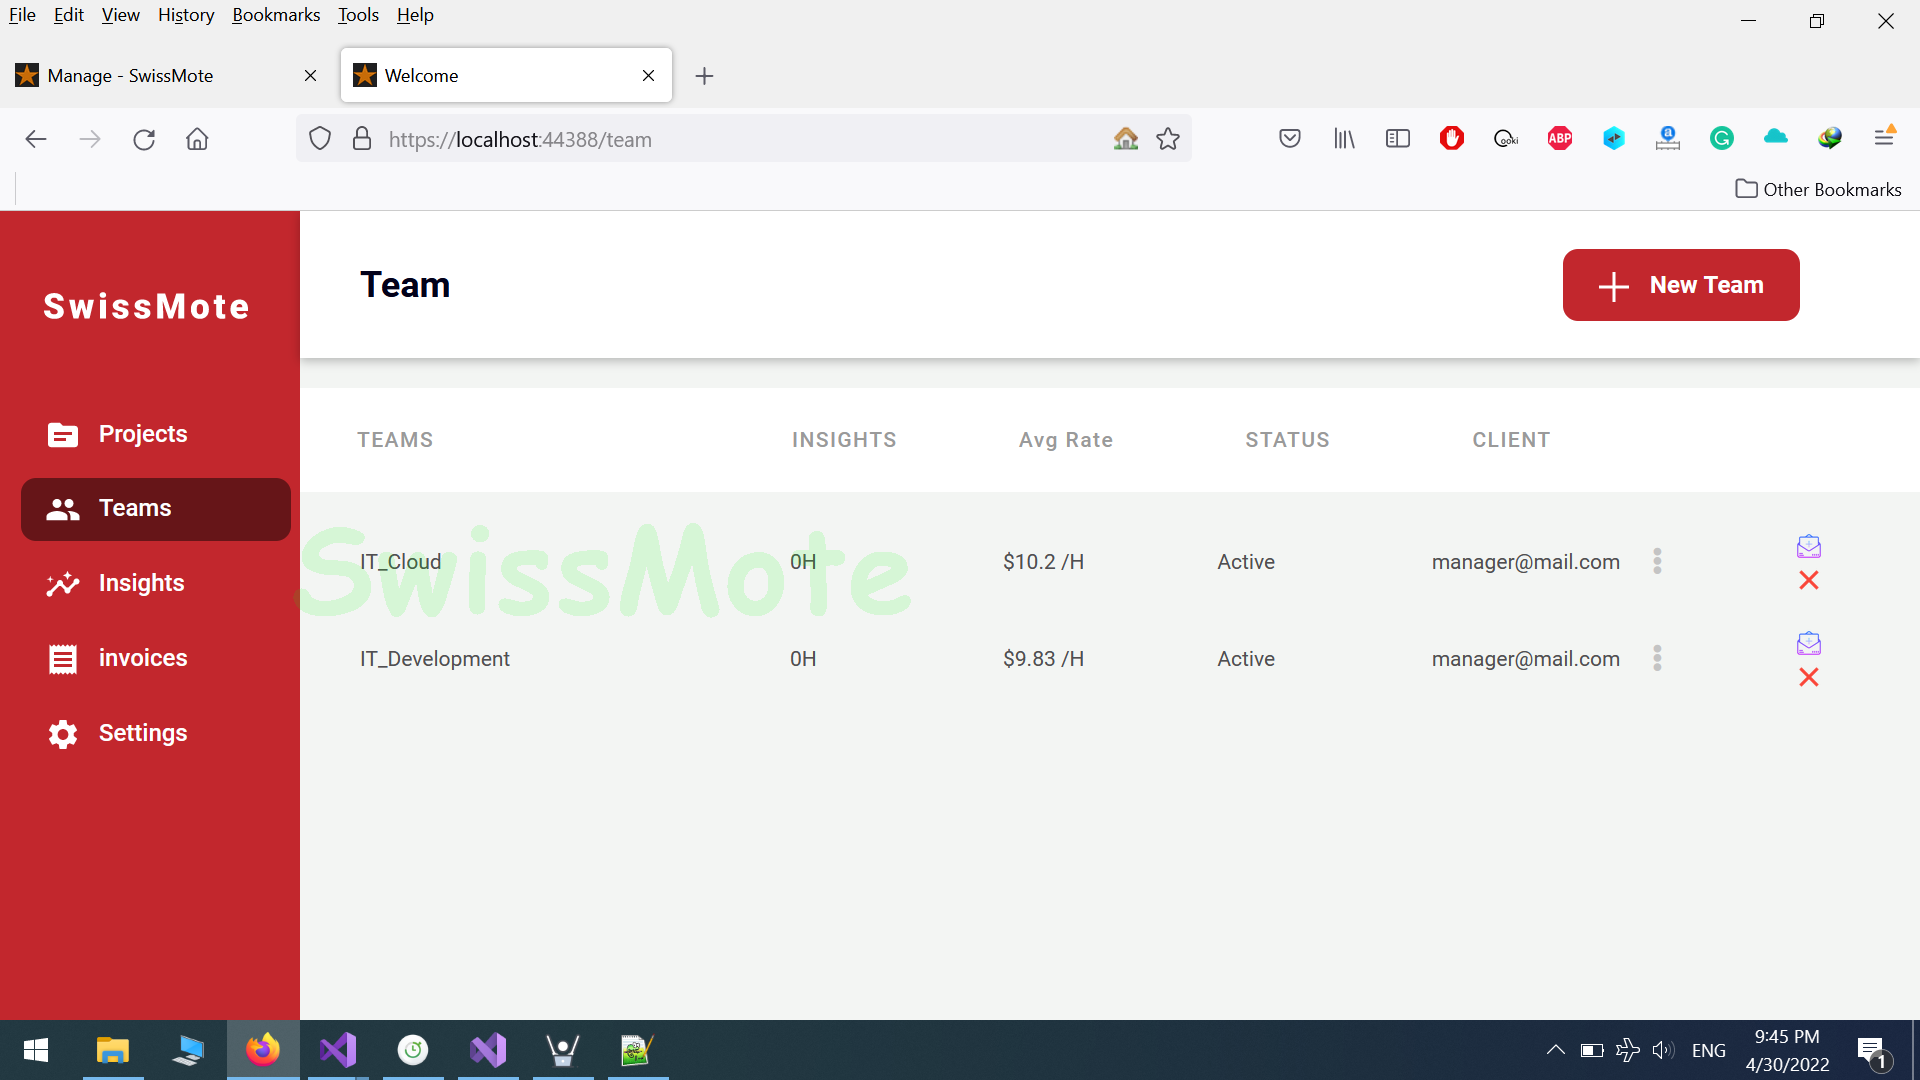 File Edit View History Bookmarks Tools Help
Manage - SwissMote
Welcome
https://localhost:44388/team
ooki
ABP
a
G
Other Bookmarks
SwissMote
Team
New Team
Projects
Teams
Insights
invoices
Settings
TEAMS INSIGHTS Avg Rate STATUS CLIENT
SwissMote
IT_Cloud 0H $10.2 /H Active manager@mail.com
IT_Development 0H $9.83 /H Active manager@mail.com
ENG
9:45 PM
4/30/2022
1